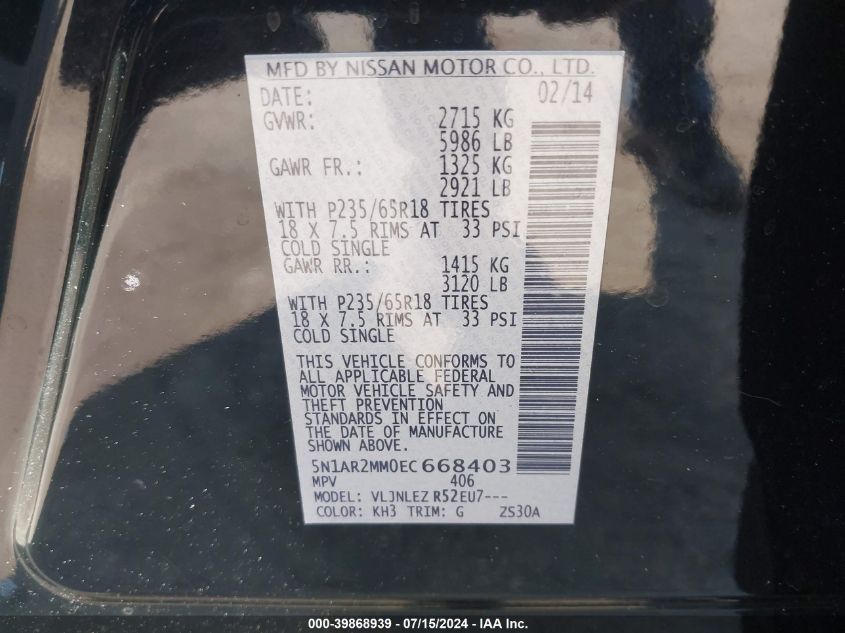 MFD BY NISSAN MOTOR CO., LTD.
DATE: 02/14
GVWR: 2715 KG
5986 LB
GAWR FR.: 1325 KG
2921 LB
WITH P235/65R18 TIRES
18 X 7.5 RIMS AT 33 PSI
COLD SINGLE
GAWR RR.: 1415 KG
3120 LB
WITH P235/65R18 TIRES
18 X 7.5 RIMS AT 33 PSI
COLD SINGLE
THIS VEHICLE CONFORMS TO
ALL APPLICABLE FEDERAL
MOTOR VEHICLE SAFETY AND
THEFT PREVENTION
STANDARDS IN EFFECT ON
THE DATE OF MANUFACTURE
SHOWN ABOVE.
5N1AR2MM0EC668403
MPV 406
MODEL: VLJNLEZ R52EU7---
COLOR: KH3 TRIM: G ZS30A
000-39868939 - 07/15/2024 - IAA Inc.